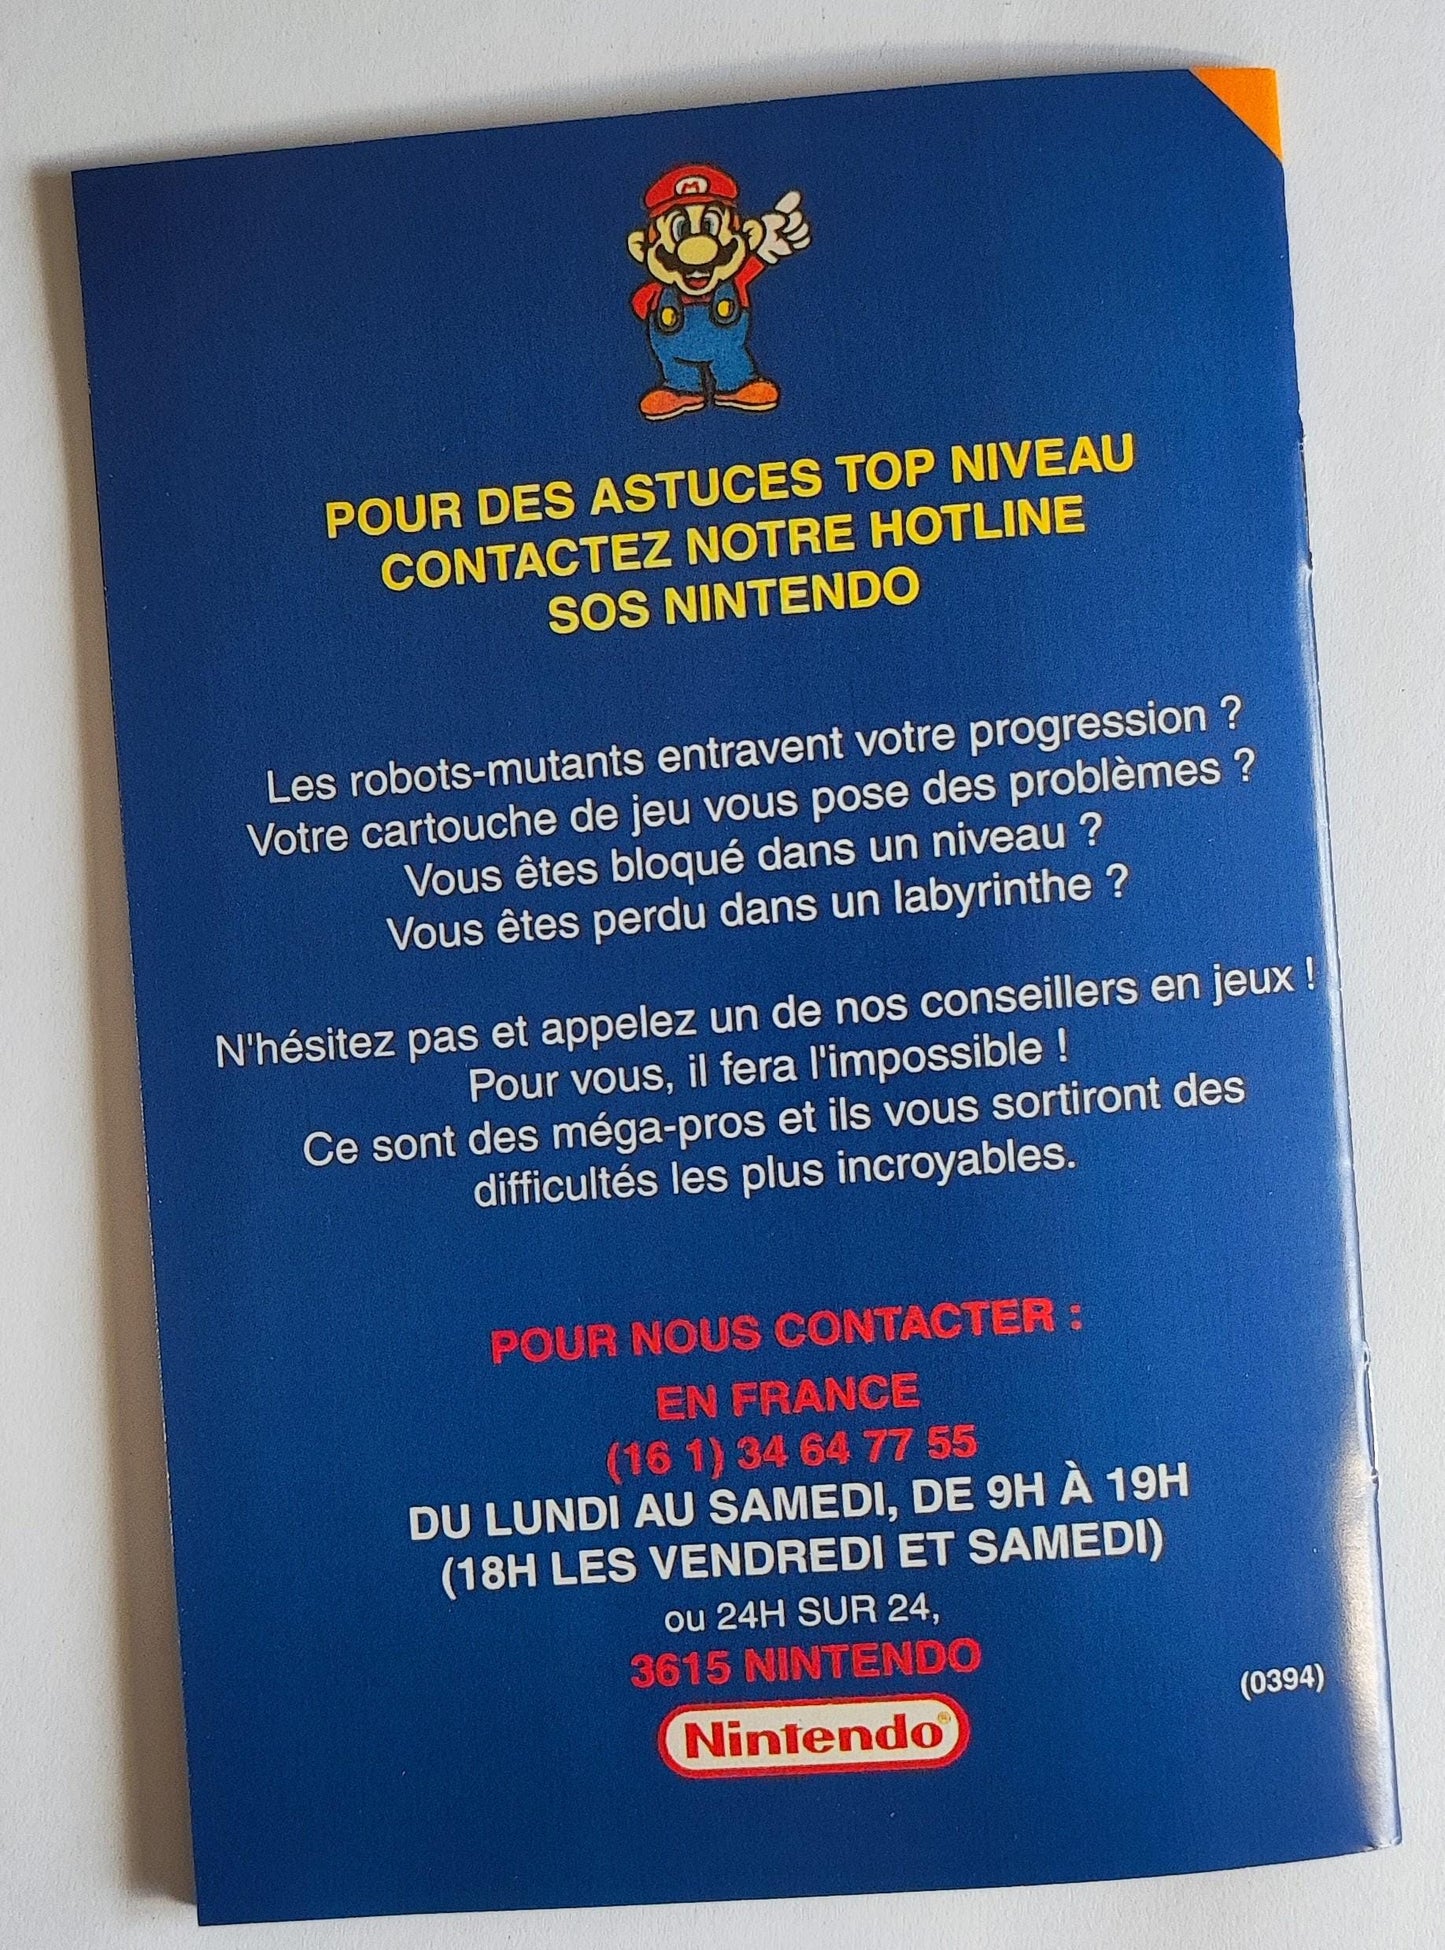 M
POUR DES ASTUCES TOP NIVEAU
CONTACTEZ NOTRE HOTLINE
SOS NINTENDO
Les robots-mutants entravent votre progression ?
Votre cartouche de jeu vous pose des problèmes ?
Vous êtes bloqué dans un niveau ?
Vous êtes perdu dans un labyrinthe ?
N'hésitez pas et appelez un de nos conseillers en jeux !
Pour vous, il fera l'impossible !
Ce sont des méga-pros et ils vous sortiront des
difficultés les plus incroyables.
POUR NOUS CONTACTER :
EN FRANCE
(16 1) 34 64 77 55
DU LUNDI AU SAMEDI, DE 9H À 19H
(18H LES VENDREDI ET SAMEDI)
ou 24H SUR 24,
3615 NINTENDO
(0394)
Nintendo®